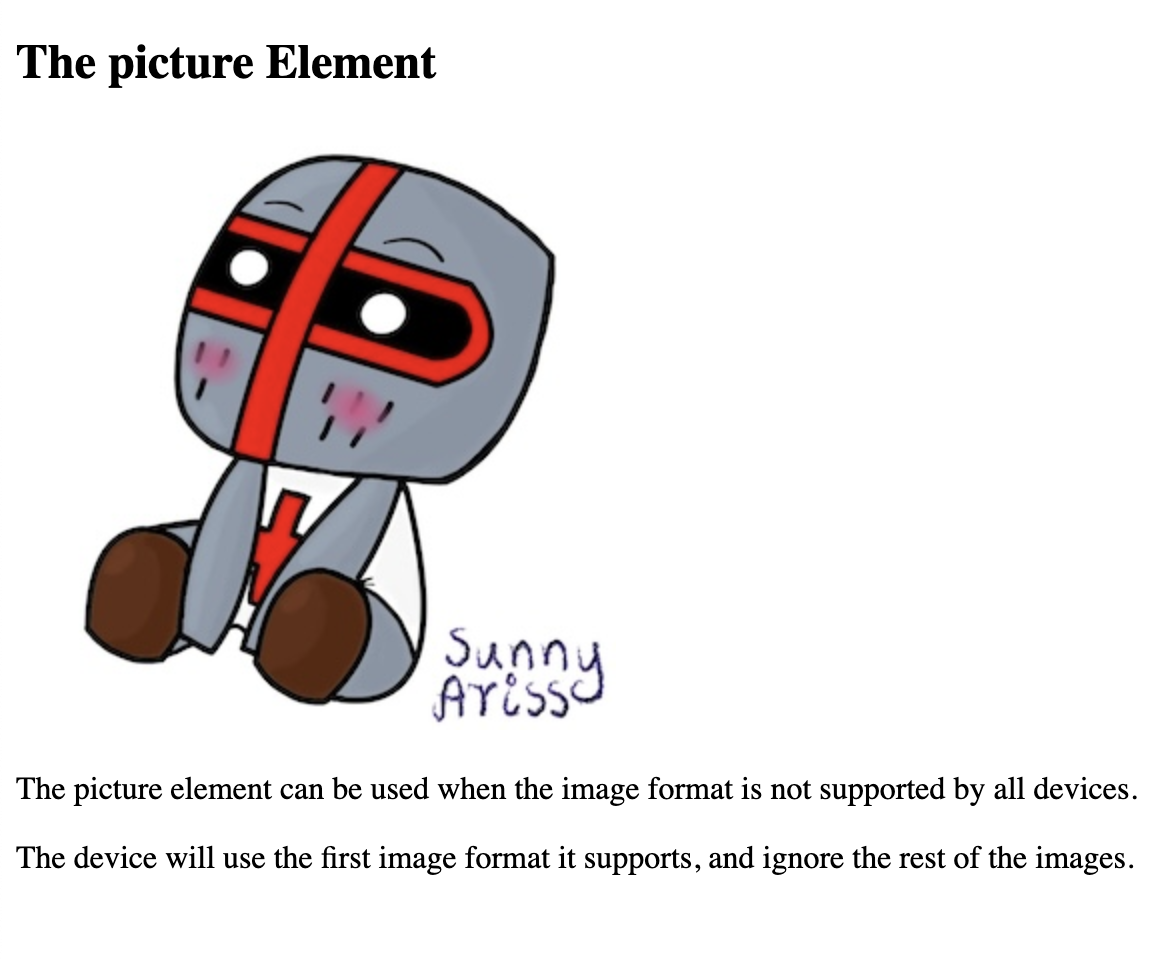 The picture Element
Sunny
Ariss
The picture element can be used when the image format is not supported by all devices.
The device will use the first image format it supports, and ignore the rest of the images.